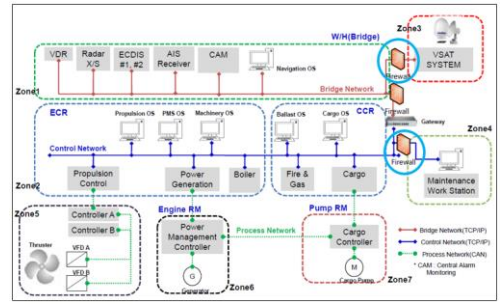 W/H(Bridge)
Zone3
VDR
Radar
X/S
ECDIS
#1, #2
AIS
Receiver
CAM
Navigation OS
Firewall
VSAT
SYSTEM
Zone1
Bridge Network
Firewall
Gateway
ECR
Propulsion OS
PMS OS
Machinery OS
Ballast OS
Cargo OS
CCR
Zone4
Control Network
Firewall
Maintenance
Work Station
Propulsion
Control
Power
Generation
Boiler
Fire &
Gas
Cargo
Zone2
Zone5
Controller A
Controller B
Engine RM
Pump RM
Power
Management
Controller
Process Network
Cargo
Controller
Thruster
VFD A
VFD B
G
Generator
M
Cargo Pump
Zone6
Zone7
Bridge Network(TCP/IP)
Control Network(TCP/IP)
Process Network(CAN)
* CAM : Central Alarm
Monitoring